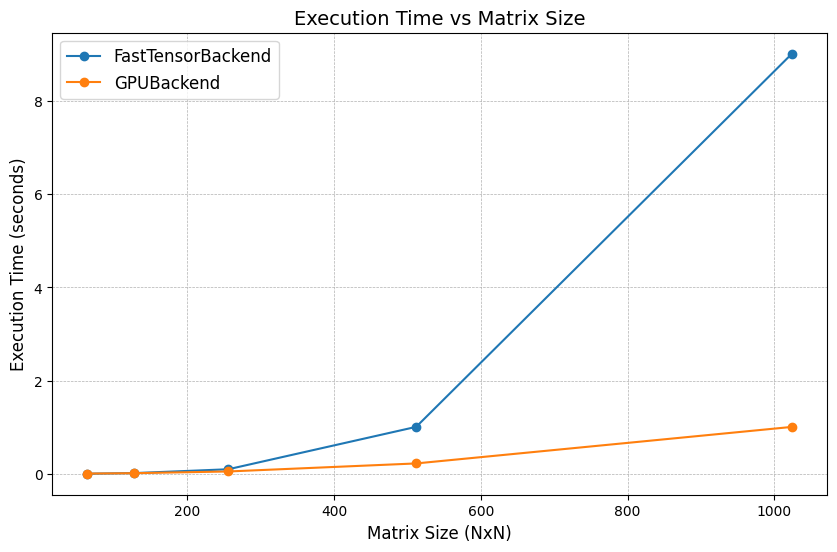 Execution Time vs Matrix Size
FastTensorBackend
GPUBackend
Execution Time (seconds)
8
6
4
2
0
200 400 600 800 1000
Matrix Size (NxN)